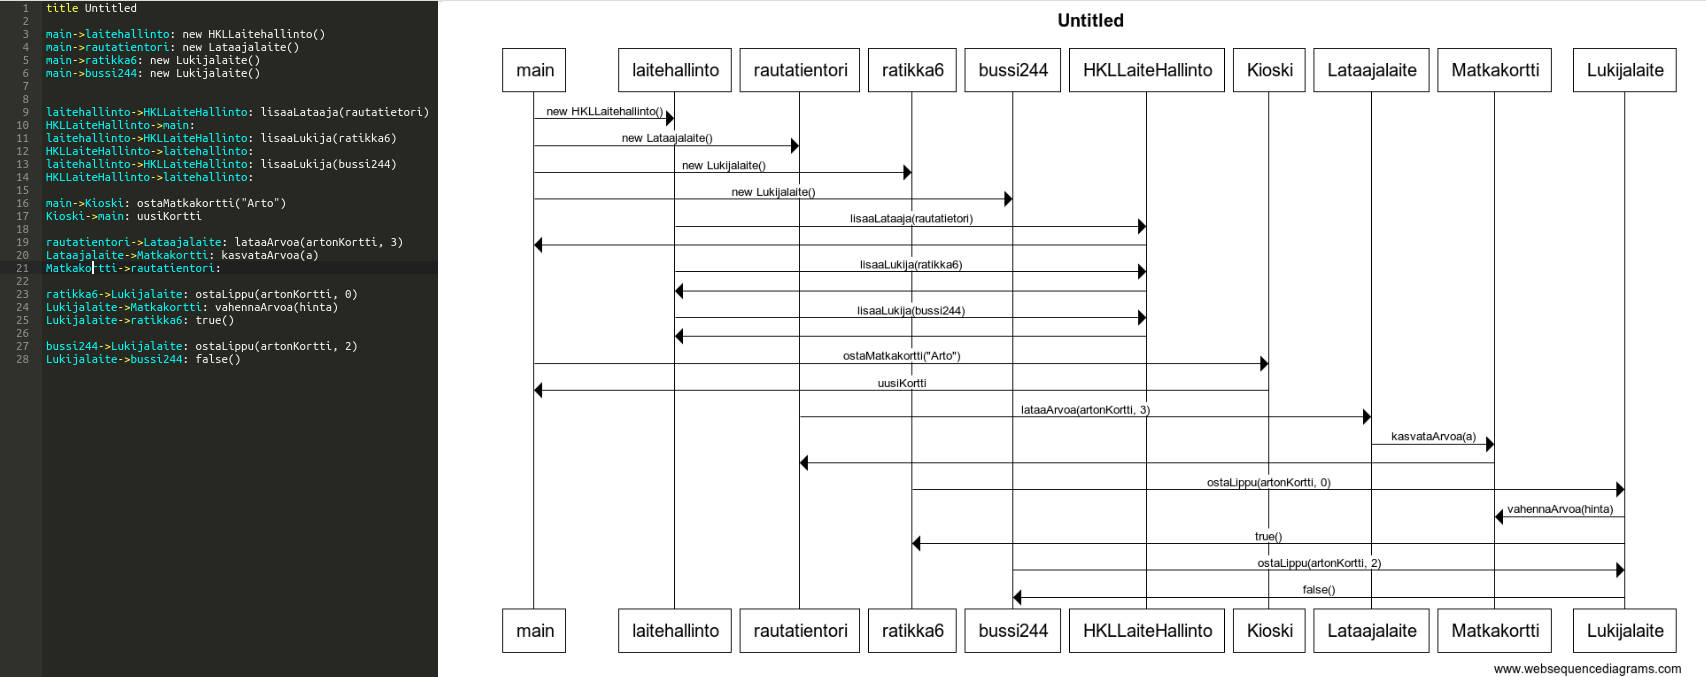 1 title Untitled
2
3 main->laitehallinto: new HKLLaitehallinto()
4 main->rautatientori: new Lataajalaite()
5 main->ratikka6: new Lukijalaite()
6 main->bussi244: new Lukijalaite()
7
8
9 laitehallinto->HKLLaiteHallinto: lisaaLataaja(rautatietori)
10 HKLLaiteHallinto->main:
11 laitehallinto->HKLLaiteHallinto: lisaaLukija(ratikka6)
12 HKLLaiteHallinto->laitehallinto:
13 laitehallinto->HKLLaiteHallinto: lisaaLukija(bussi244)
14 HKLLaiteHallinto->laitehallinto:
15
16 main->Kioski: ostaMatkakortti("Arto")
17 Kioski->main: uusiKortti
18
19 rautatientori->Lataajalaite: lataaArvoa(artonKortti, 3)
20 Lataajalaite->Matkakortti: kasvataArvoa(a)
21 Matkakortti->rautatientori:
22
23 ratikka6->Lukijalaite: ostaLippu(artonKortti, 0)
24 Lukijalaite->Matkakortti: vahennaArvoa(hinta)
25 Lukijalaite->ratikka6: true()
26
27 bussi244->Lukijalaite: ostaLippu(artonKortti, 2)
28 Lukijalaite->bussi244: false()
Untitled
main laitehallinto rautatientori ratikka6 bussi244 HKLLaiteHallinto Kioski Lataajalaite Matkakortti Lukijalaite
new HKLLaitehallinto()
new Lataajalaite()
new Lukijalaite()
new Lukijalaite()
lisaaLataaja(rautatietori)
lisaaLukija(ratikka6)
lisaaLukija(bussi244)
ostaMatkakortti("Arto")
uusiKortti
lataaArvoa(artonKortti, 3)
kasvataArvoa(a)
ostaLippu(artonKortti, 0)
vahennaArvoa(hinta)
true()
ostaLippu(artonKortti, 2)
false()
main laitehallinto rautatientori ratikka6 bussi244 HKLLaiteHallinto Kioski Lataajalaite Matkakortti Lukijalaite
www.websequencediagrams.com